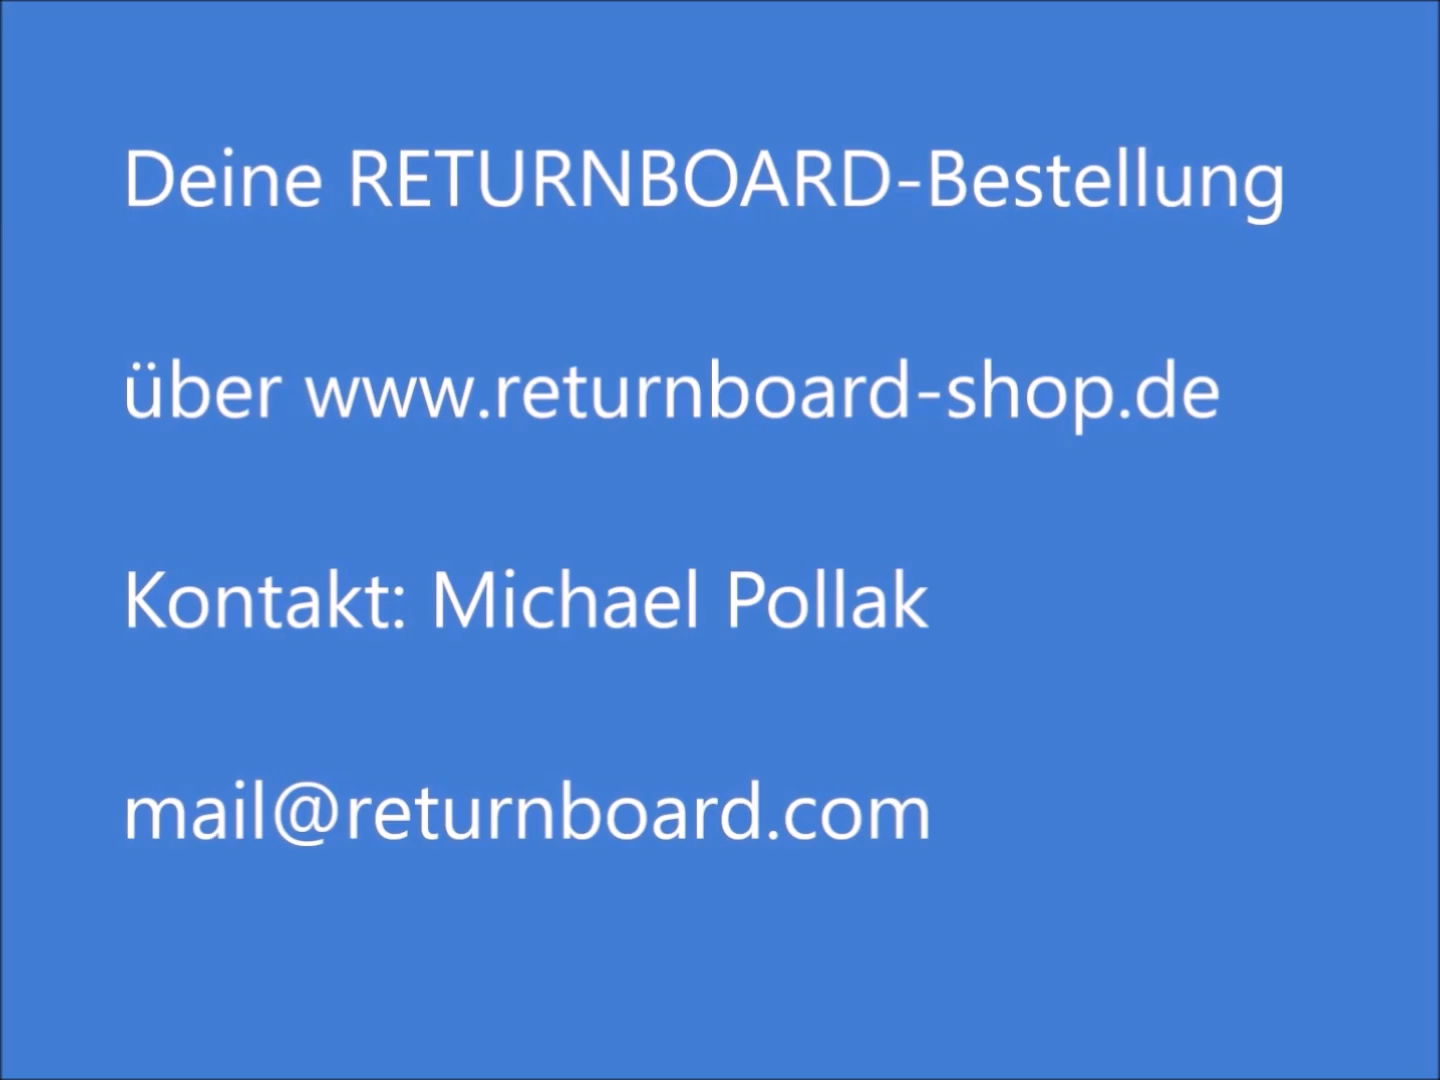 Deine RETURNBOARD-Bestellung
über www.returnboard-shop.de
Kontakt: Michael Pollak
mail@returnboard.com